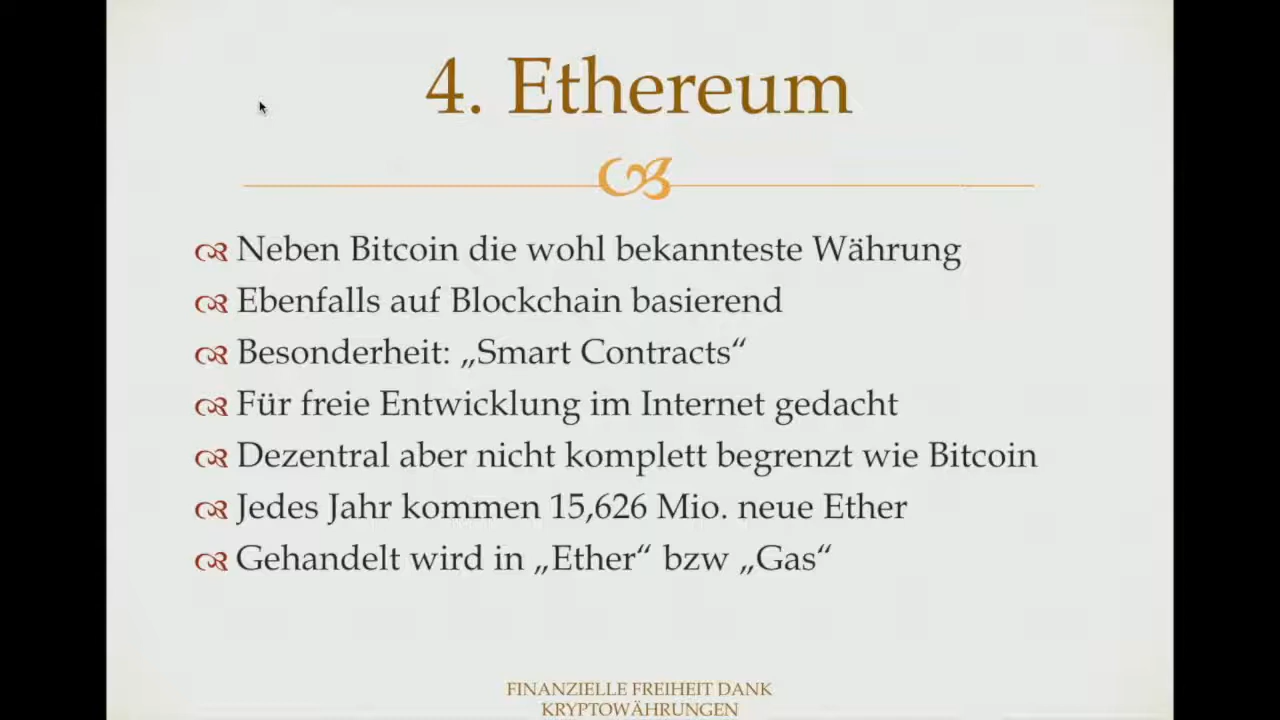 4. Ethereum
Neben Bitcoin die wohl bekannteste Währung
Ebenfalls auf Blockchain basierend
Besonderheit: „Smart Contracts“
Für freie Entwicklung im Internet gedacht
Dezentral aber nicht komplett begrenzt wie Bitcoin
Jedes Jahr kommen 15,626 Mio. neue Ether
Gehandelt wird in „Ether“ bzw „Gas“
FINANZIELLE FREIHEIT DANK
KRYPTOWÄHRUNGEN